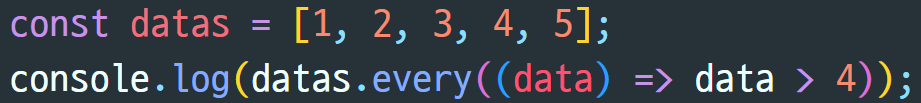 const datas = [1, 2, 3, 4, 5];
console.log(datas.every((data) => data > 4));